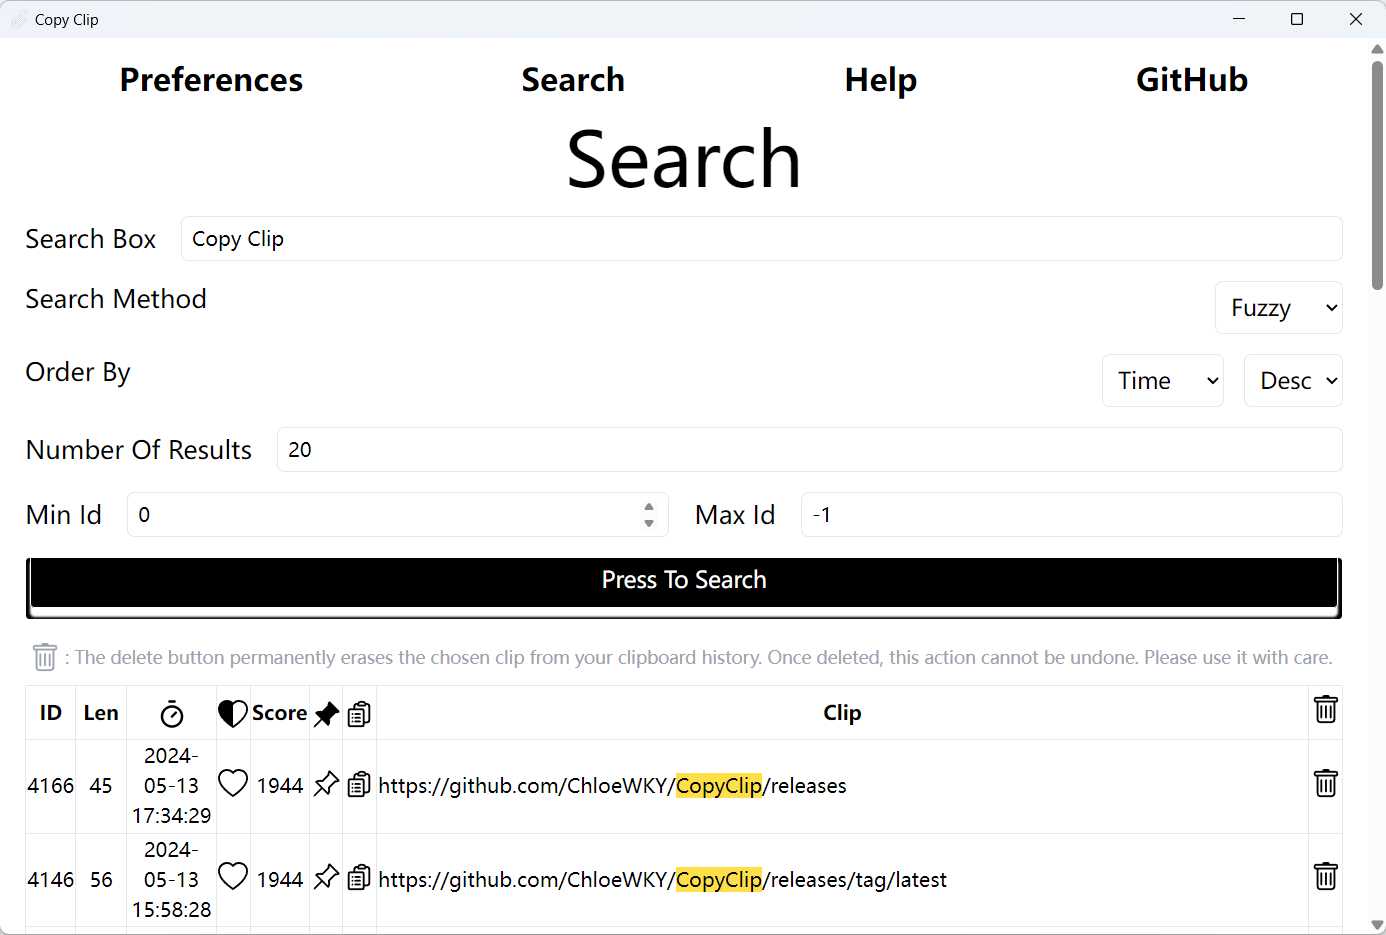 Copy Clip
Preferences Search Help GitHub
Search
Search Box Copy Clip
Search Method Fuzzy
Order By Time Desc
Number Of Results 20
Min Id 0 Max Id -1
Press To Search
: The delete button permanently erases the chosen clip from your clipboard history. Once deleted, this action cannot be undone. Please use it with care.
ID Len Score Clip
4166 45 2024-05-13 17:34:29 1944 https://github.com/ChloeWKY/CopyClip/releases
4146 56 2024-05-13 15:58:28 1944 https://github.com/ChloeWKY/CopyClip/releases/tag/latest